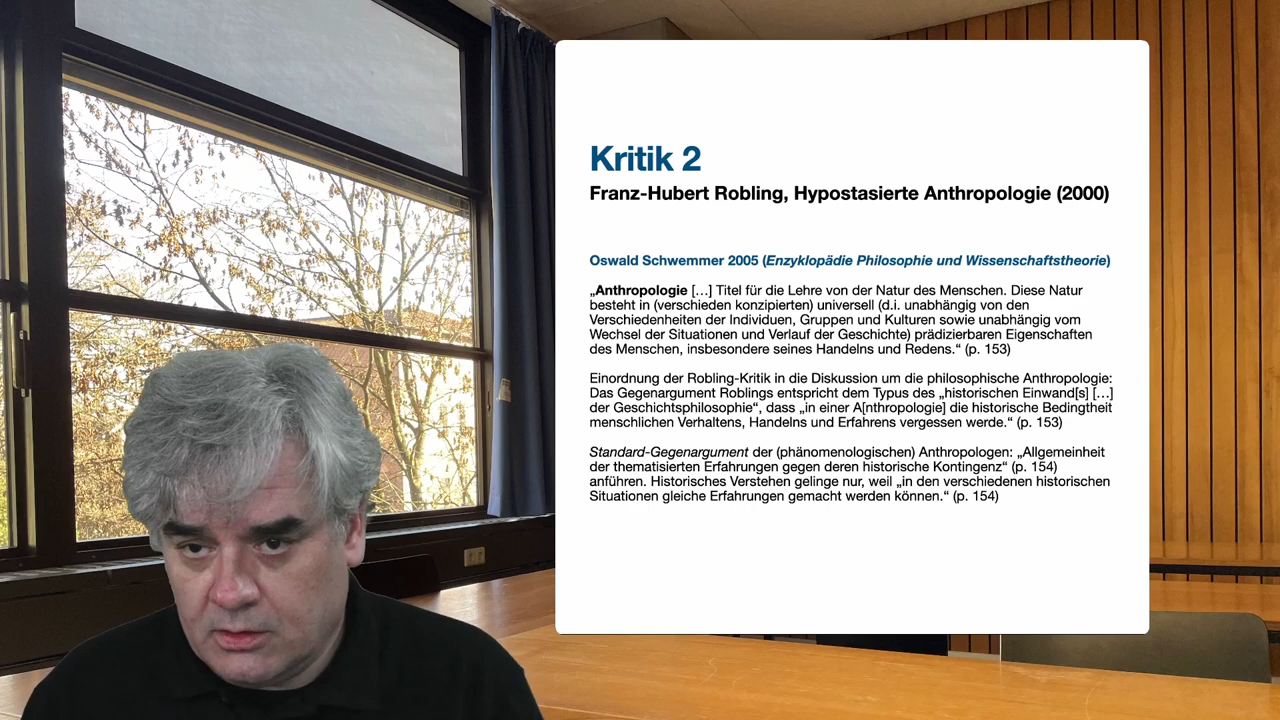 Kritik 2
Franz-Hubert Robling, Hypostasierte Anthropologie (2000)
Oswald Schwemmer 2005 (Enzyklopädie Philosophie und Wissenschaftstheorie)
„Anthropologie […] Titel für die Lehre von der Natur des Menschen. Diese Natur
besteht in (verschieden konzipierten) universell (d.i. unabhängig von den
Verschiedenheiten der Individuen, Gruppen und Kulturen sowie unabhängig vom
Wechsel der Situationen und Verlauf der Geschichte) prädizierbaren Eigenschaften
des Menschen, insbesondere seines Handelns und Redens.“ (p. 153)
Einordnung der Robling-Kritik in die Diskussion um die philosophische Anthropologie:
Das Gegenargument Roblings entspricht dem Typus des „historischen Einwand[s] […]
der Geschichtsphilosophie“, dass „in einer A[nthropologie] die historische Bedingtheit
menschlichen Verhaltens, Handelns und Erfahrens vergessen werde.“ (p. 153)
Standard-Gegenargument der (phänomenologischen) Anthropologen: „Allgemeinheit
der thematisierten Erfahrungen gegen deren historische Kontingenz“ (p. 154)
anführen. Historisches Verstehen gelinge nur, weil „in den verschiedenen historischen
Situationen gleiche Erfahrungen gemacht werden können.“ (p. 154)